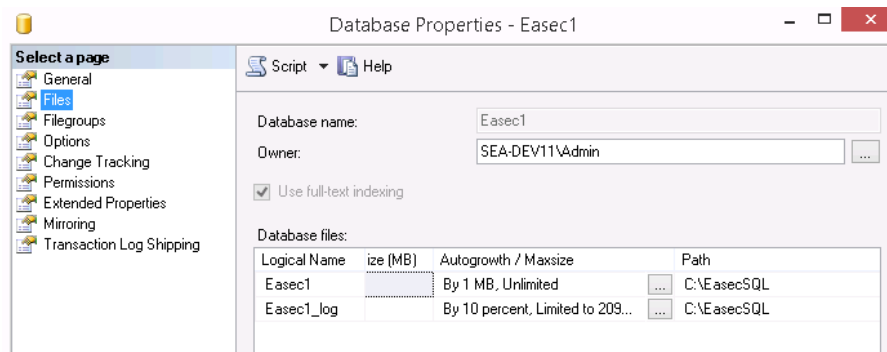 Database Properties - Easec1
Select a page
General
Files
Filegroups
Options
Change Tracking
Permissions
Extended Properties
Mirroring
Transaction Log Shipping
Script Help
Database name: Easec1
Owner: SEA-DEV11\Admin ...
Use full-text indexing
Database files:
Logical Name ize (MB) Autogrowth / Maxsize Path
Easec1 By 1 MB, Unlimited ... C:\EasecSQL
Easec1_log By 10 percent, Limited to 209... ... C:\EasecSQL